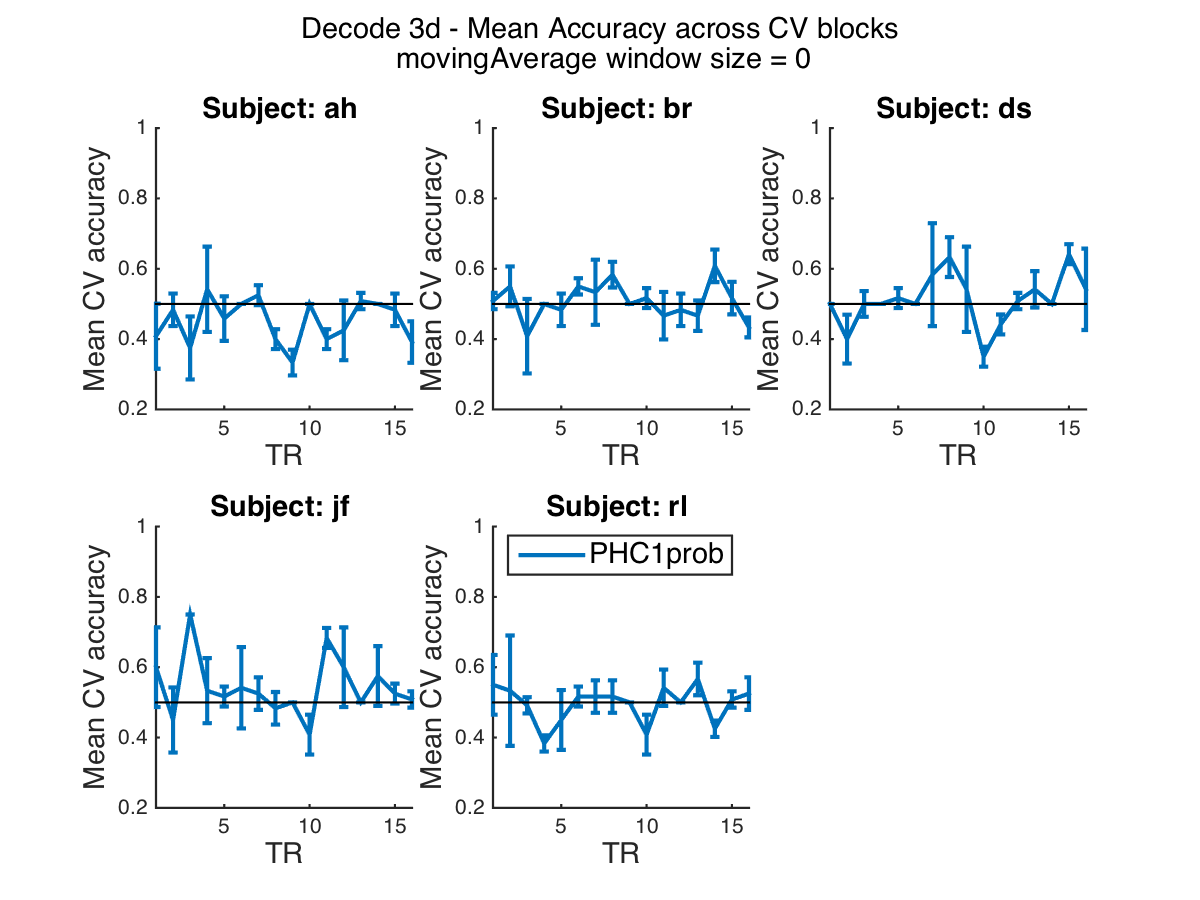 Decode 3d - Mean Accuracy across CV blocks
movingAverage window size = 0
Subject: ah
Mean CV accuracy
1
0.8
0.6
0.4
0.2
5 10 15
TR
Subject: br
Mean CV accuracy
1
0.8
0.6
0.4
0.2
5 10 15
TR
Subject: ds
Mean CV accuracy
1
0.8
0.6
0.4
0.2
5 10 15
TR
Subject: jf
Mean CV accuracy
1
0.8
0.6
0.4
0.2
5 10 15
TR
Subject: rl
PHC1prob
Mean CV accuracy
1
0.8
0.6
0.4
0.2
5 10 15
TR